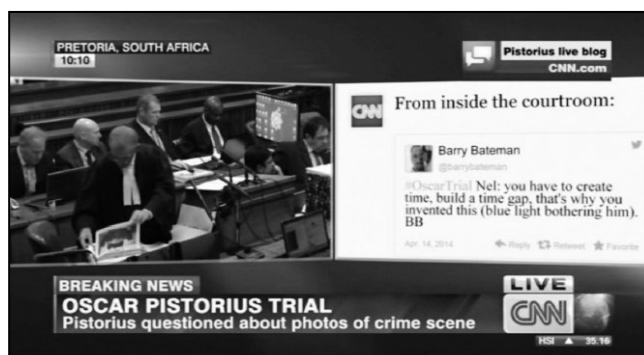 PRETORIA, SOUTH AFRICA
10:10
Pistorius live blog
CNN.com
CNN
From inside the courtroom:
Barry Bateman
@barrybateman
#OscarTrial Nel: you have to create
time, build a time gap, that's why you
invented this (blue light bothering him).
BB
Apr. 14, 2014
Reply
Retweet
Favorite
BREAKING NEWS
OSCAR PISTORIUS TRIAL
Pistorius questioned about photos of crime scene
LIVE
CNN
HSI ▲ 35.16